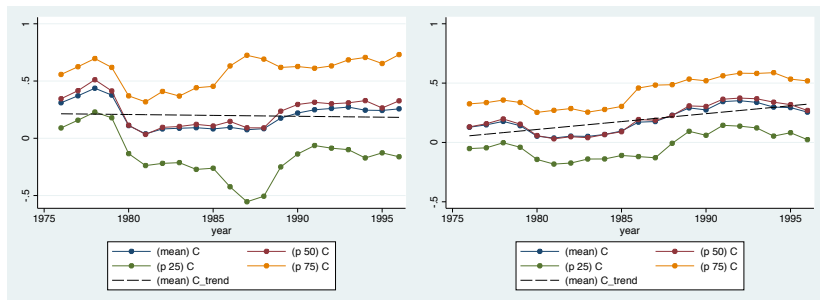 1
.5
0
-.5
1975
1980
1985
1990
1995
year
(mean) C
(p 50) C
(p 25) C
(p 75) C
(mean) C_trend
1
.5
0
-.5
1975
1980
1985
1990
1995
year
(mean) C
(p 50) C
(p 25) C
(p 75) C
(mean) C_trend